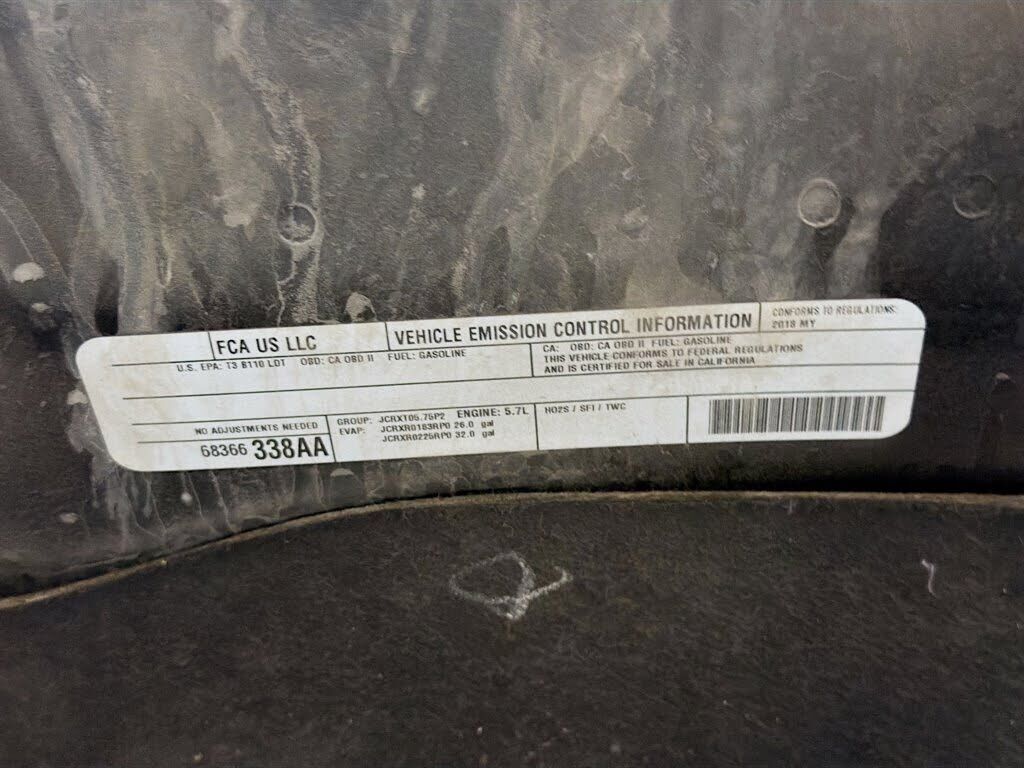 FCA US LLC
VEHICLE EMISSION CONTROL INFORMATION
CONFORMS TO REGULATIONS:
2018 MY
U.S. EPA: T3 B110 LDT OBD: CA OBD II FUEL: GASOLINE
CA: OBD: CA OBD II FUEL: GASOLINE
THIS VEHICLE CONFORMS TO FEDERAL REGULATIONS
AND IS CERTIFIED FOR SALE IN CALIFORNIA
NO ADJUSTMENTS NEEDED
68366 338AA
GROUP: JCRXT05.75P2 ENGINE: 5.7L
EVAP: JCRXR0183RP0 26.0 gal
JCRXR0225RP0 32.0 gal
HO2S / SFI / TWC